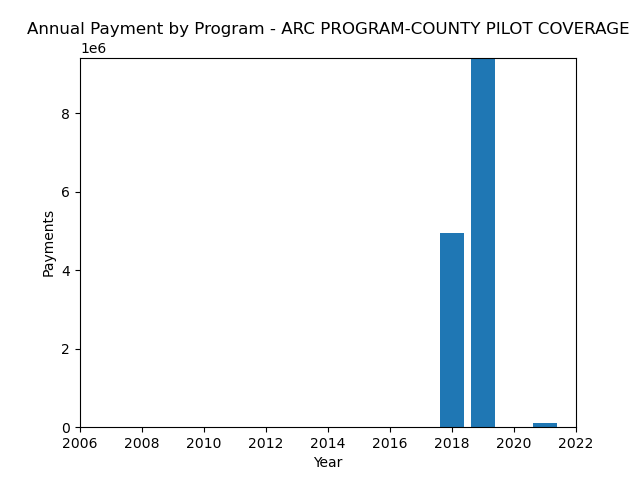 Annual Payment by Program - ARC PROGRAM-COUNTY PILOT COVERAGE
1e6
8
6
4
2
0
Payments
2006 2008 2010 2012 2014 2016 2018 2020 2022
Year